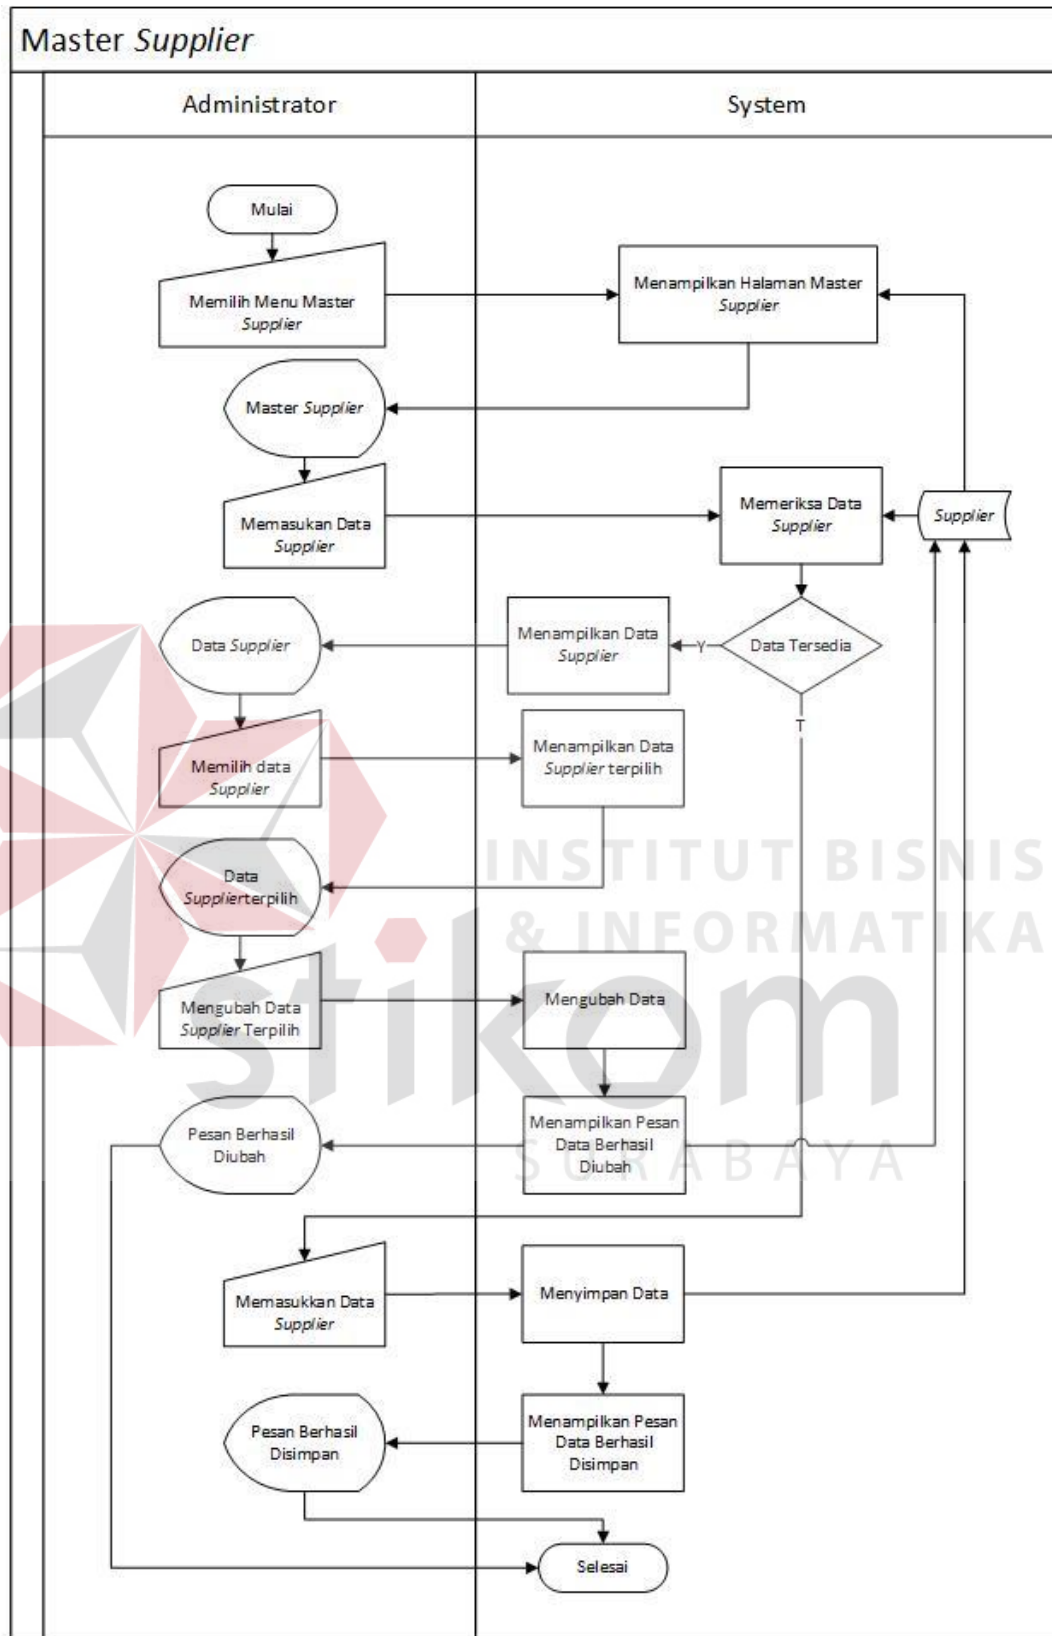 Master Supplier
Administrator
System
Mulai
Memilih Menu Master
Supplier
Menampilkan Halaman Master
Supplier
Master Supplier
Memasukan Data
Supplier
Memeriksa Data
Supplier
Supplier
Data Supplier
Menampilkan Data
Supplier
Y
Data Tersedia
T
Memilih data
Supplier
Menampilkan Data
Supplier terpilih
Data
Supplierterpilih
INSTITUT BISNIS
& INFORMATIKA
stikom
SURABAYA
Mengubah Data
Supplier Terpilih
Mengubah Data
Pesan Berhasil
Diubah
Menampilkan Pesan
Data Berhasil
Diubah
Memasukkan Data
Supplier
Menyimpan Data
Pesan Berhasil
Disimpan
Menampilkan Pesan
Data Berhasil
Disimpan
Selesai